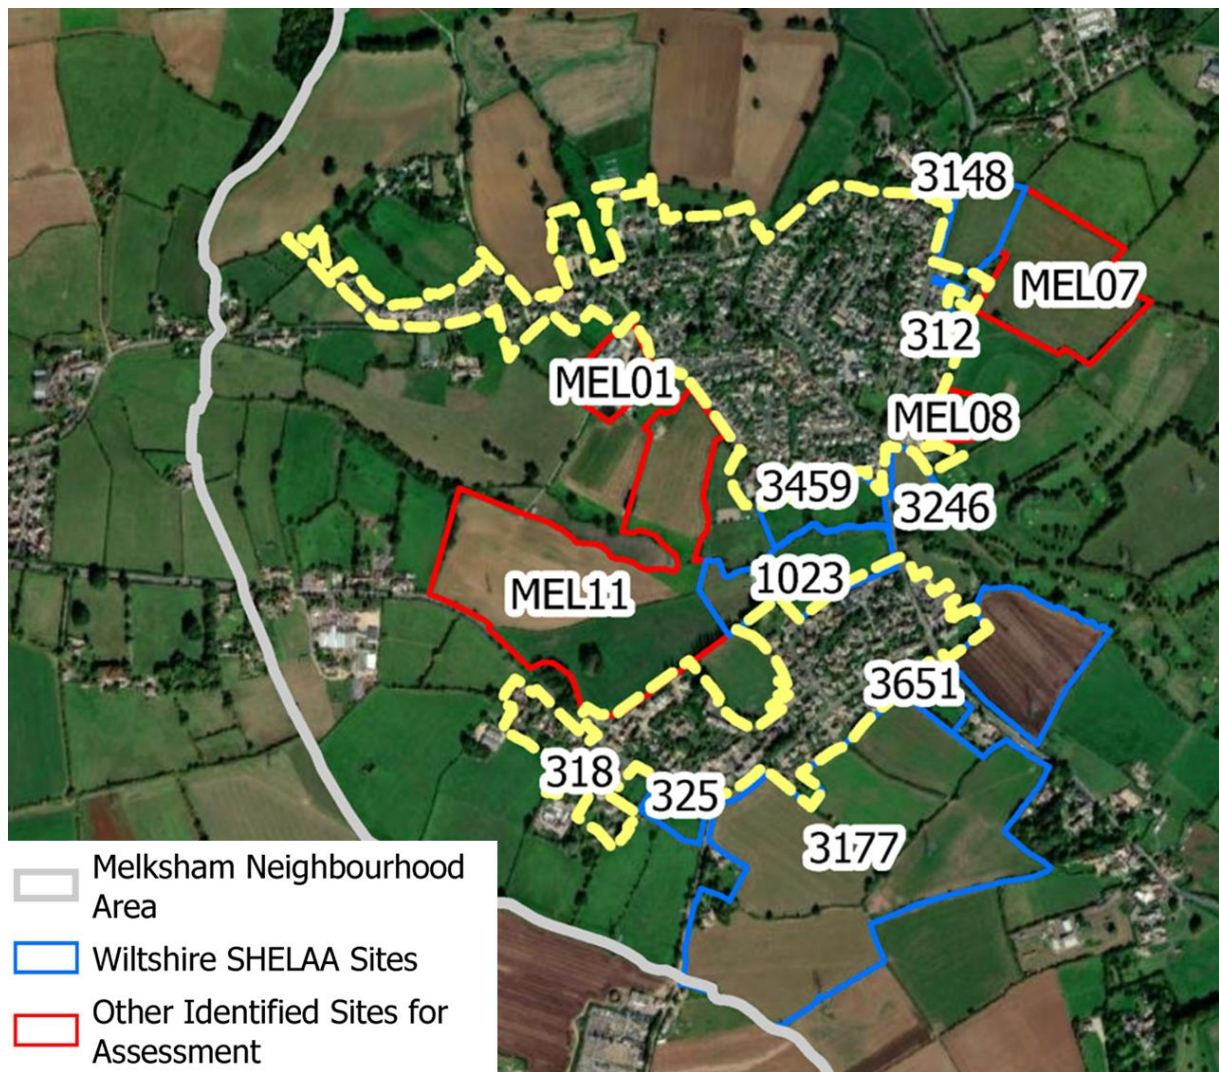 3148
MEL07
312
MEL01
MEL08
3459
3246
1023
MEL11
3651
318
325
3177
Melksham Neighbourhood
Area
Wiltshire SHELAA Sites
Other Identified Sites for
Assessment